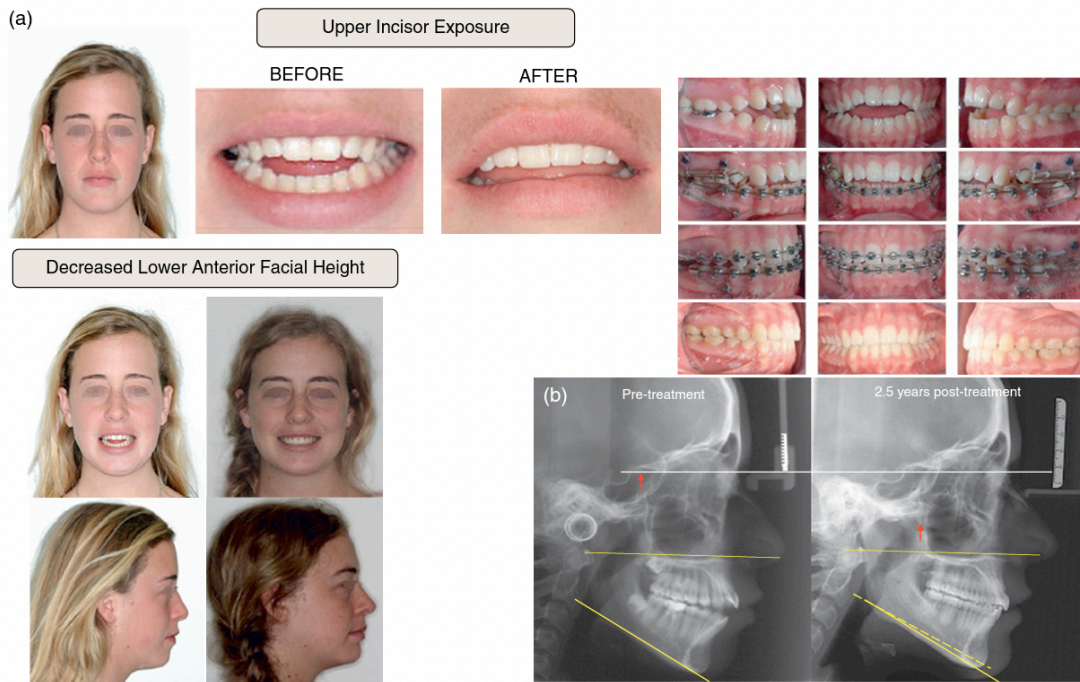 (a)
Upper Incisor Exposure
BEFORE
AFTER
Decreased Lower Anterior Facial Height
(b)
Pre-treatment
2.5 years post-treatment